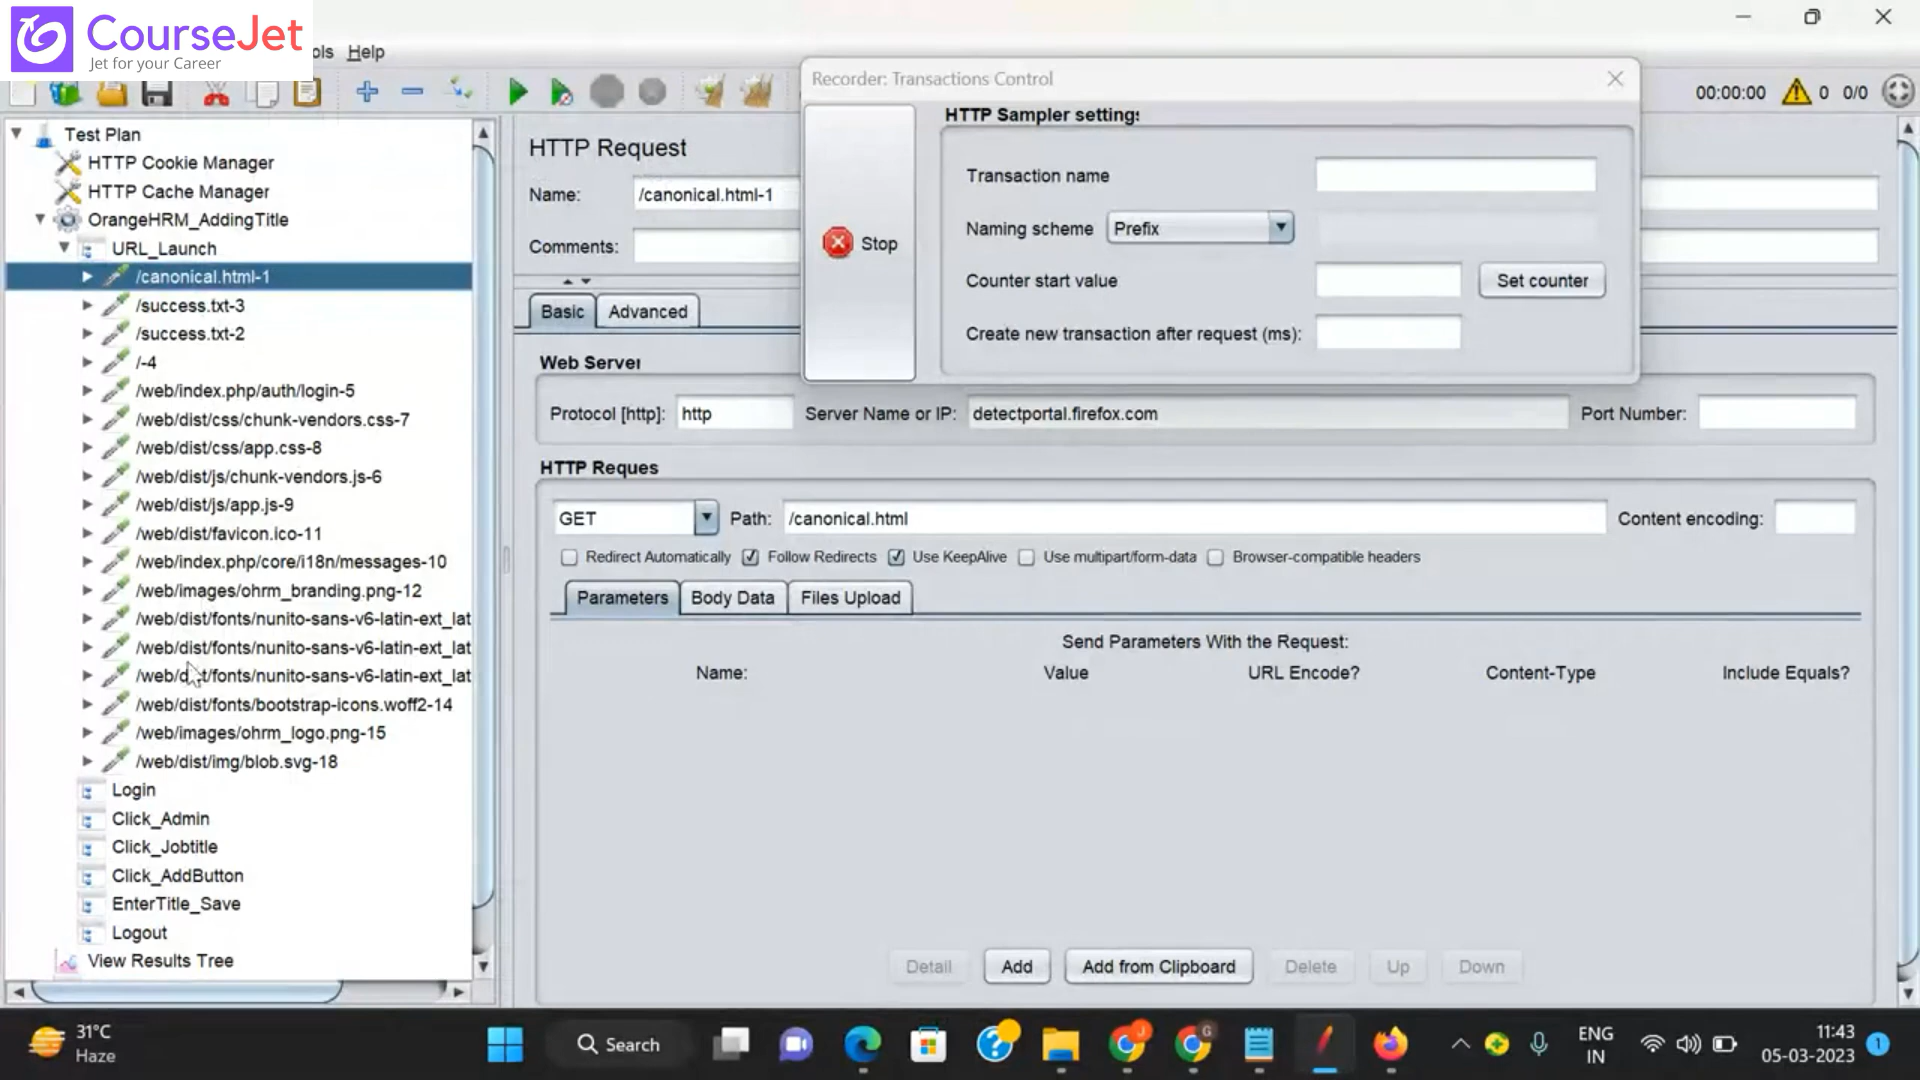 CourseJet
Jet for your Career
ols Help
Recorder: Transactions Control
00:00:00 0 0/0
HTTP Sampler settings
Transaction name
Naming scheme Prefix
Counter start value Set counter
Create new transaction after request (ms):
Stop
Test Plan
HTTP Cookie Manager
HTTP Cache Manager
OrangeHRM_AddingTitle
URL_Launch
/canonical.html-1
/success.txt-3
/success.txt-2
/-4
/web/index.php/auth/login-5
/web/dist/css/chunk-vendors.css-7
/web/dist/css/app.css-8
/web/dist/js/chunk-vendors.js-6
/web/dist/js/app.js-9
/web/dist/favicon.ico-11
/web/index.php/core/i18n/messages-10
/web/images/ohrm_branding.png-12
/web/dist/fonts/nunito-sans-v6-latin-ext_lat
/web/dist/fonts/nunito-sans-v6-latin-ext_lat
/web/dist/fonts/nunito-sans-v6-latin-ext_lat
/web/dist/fonts/bootstrap-icons.woff2-14
/web/images/ohrm_logo.png-15
/web/dist/img/blob.svg-18
Login
Click_Admin
Click_Jobtitle
Click_AddButton
EnterTitle_Save
Logout
View Results Tree
HTTP Request
Name: /canonical.html-1
Comments:
Basic Advanced
Web Server
Protocol [http]: http Server Name or IP: detectportal.firefox.com Port Number:
HTTP Reques
GET Path: /canonical.html Content encoding:
Redirect Automatically Follow Redirects Use KeepAlive Use multipart/form-data Browser-compatible headers
Parameters Body Data Files Upload
Send Parameters With the Request:
Name: Value URL Encode? Content-Type Include Equals?
Detail Add Add from Clipboard Delete Up Down
31°C
Haze
Search
ENG
IN
11:43
05-03-2023
1